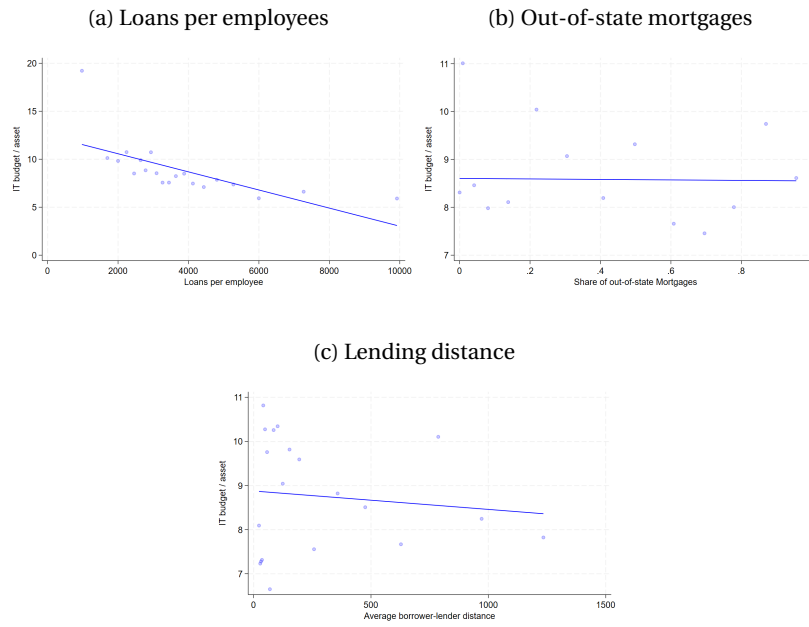 (a) Loans per employees
(b) Out-of-state mortgages
20
15
10
5
0
IT budget / asset
0 2000 4000 6000 8000 10000
Loans per employee
11
10
9
8
7
IT budget / asset
0 .2 .4 .6 .8
Share of out-of-state Mortgages
(c) Lending distance
11
10
9
8
7
IT budget / asset
0 500 1000 1500
Average borrower-lender distance